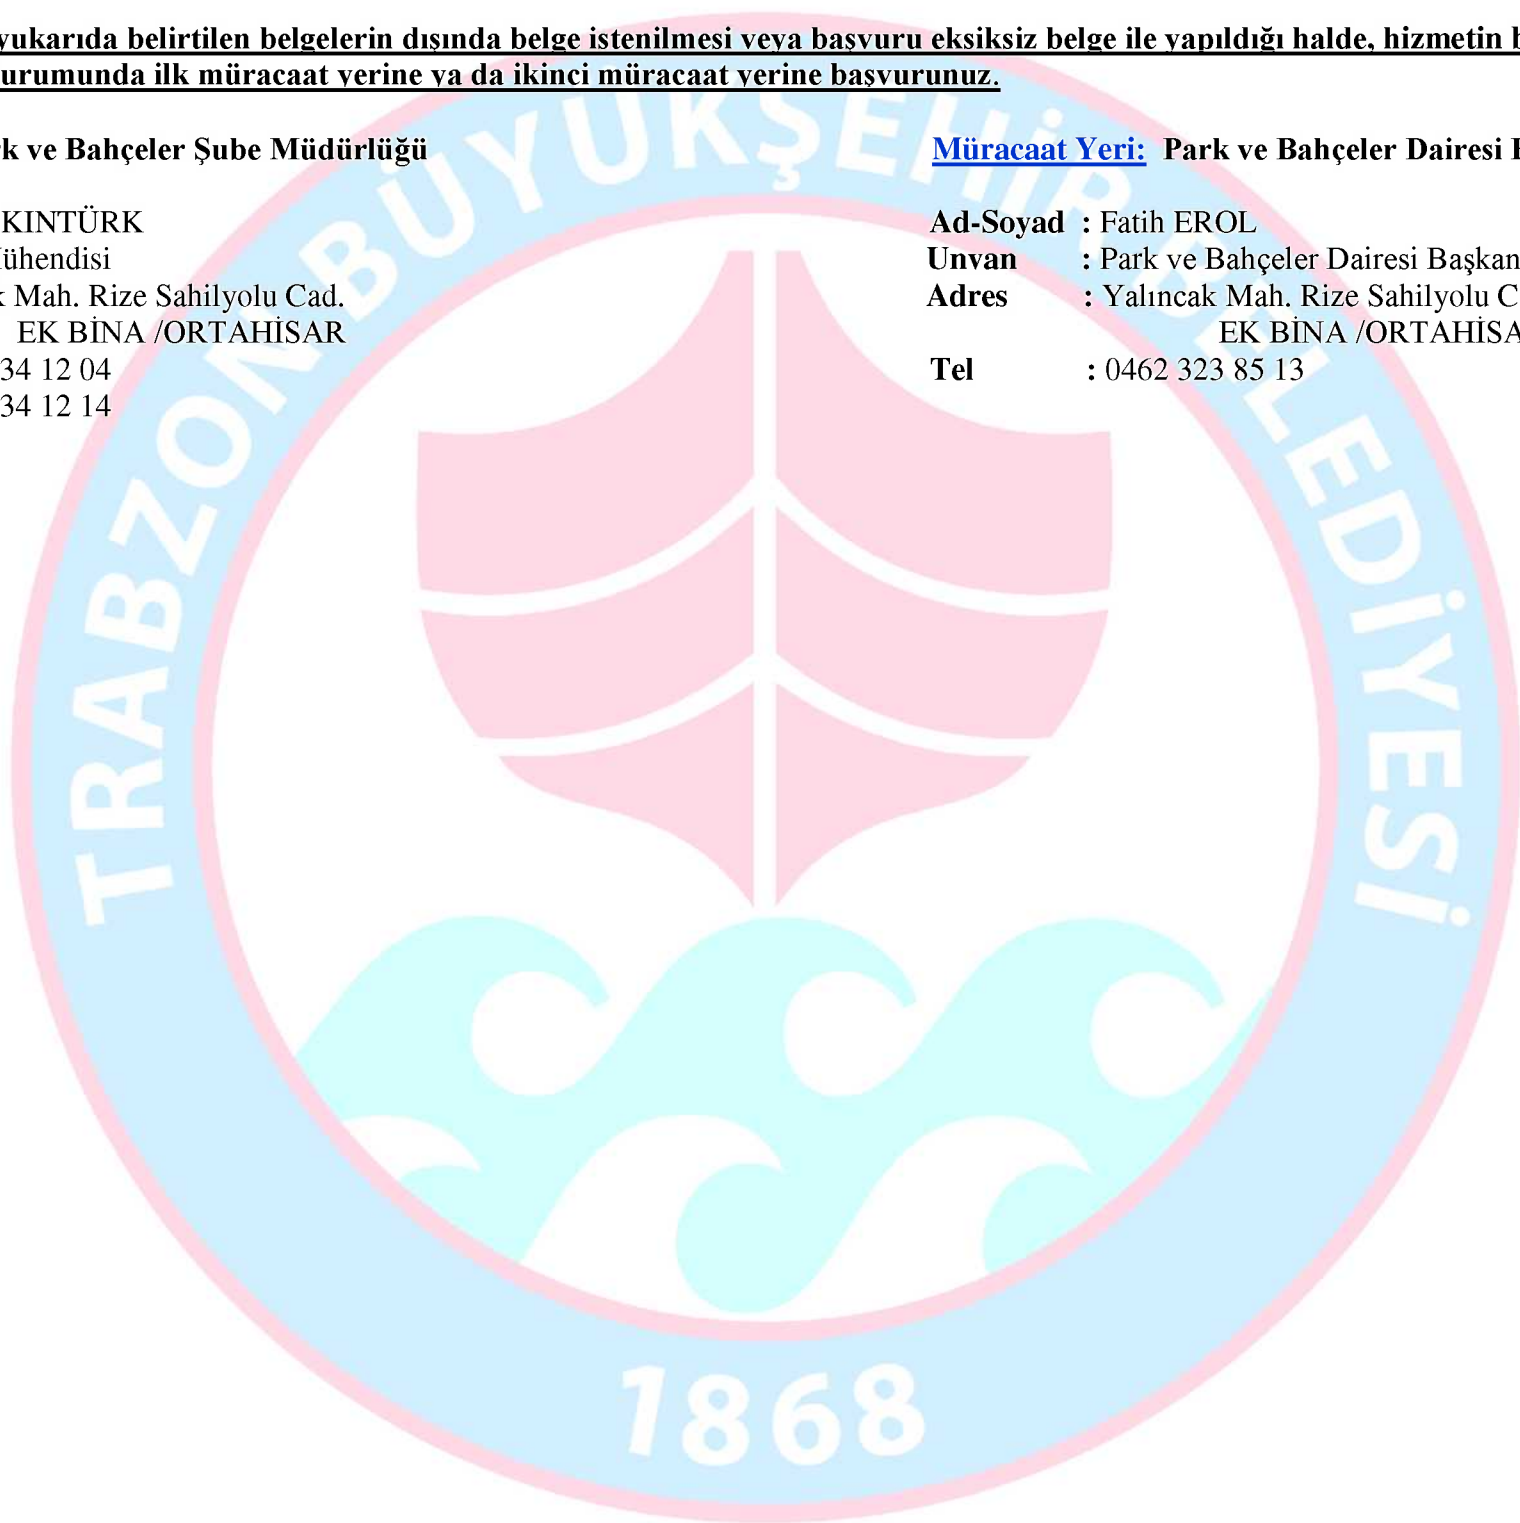 yukarıda belirtilen belgelerin dışında belge istenilmesi veya başvuru eksiksiz belge ile yapıldığı halde, hizmetin b
urumunda ilk müracaat yerine ya da ikinci müracaat yerine başvurunuz.
rk ve Bahçeler Şube Müdürlüğü
KINTÜRK
ühendisi
k Mah. Rize Sahilyolu Cad.
EK BİNA /ORTAHİSAR
34 12 04
34 12 14
Müracaat Yeri: Park ve Bahçeler Dairesi B
Ad-Soyad : Fatih EROL
Unvan : Park ve Bahçeler Dairesi Başkan
Adres : Yalıncak Mah. Rize Sahilyolu C
EK BİNA /ORTAHİSA
Tel : 0462 323 85 13
TRABZON BÜYÜKŞEHİR BELEDİYESİ
1868